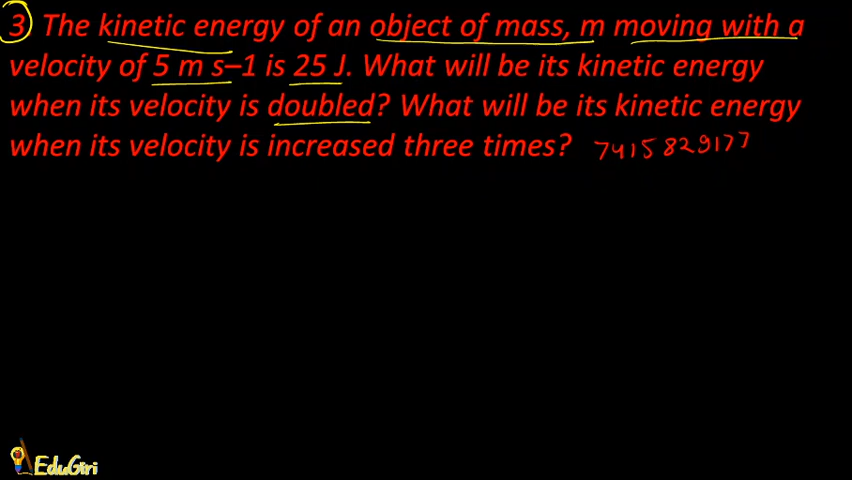 3) The kinetic energy of an object of mass, m moving with a
velocity of 5 m s–1 is 25 J. What will be its kinetic energy
when its velocity is doubled? What will be its kinetic energy
when its velocity is increased three times? 7415829177
EduGiri